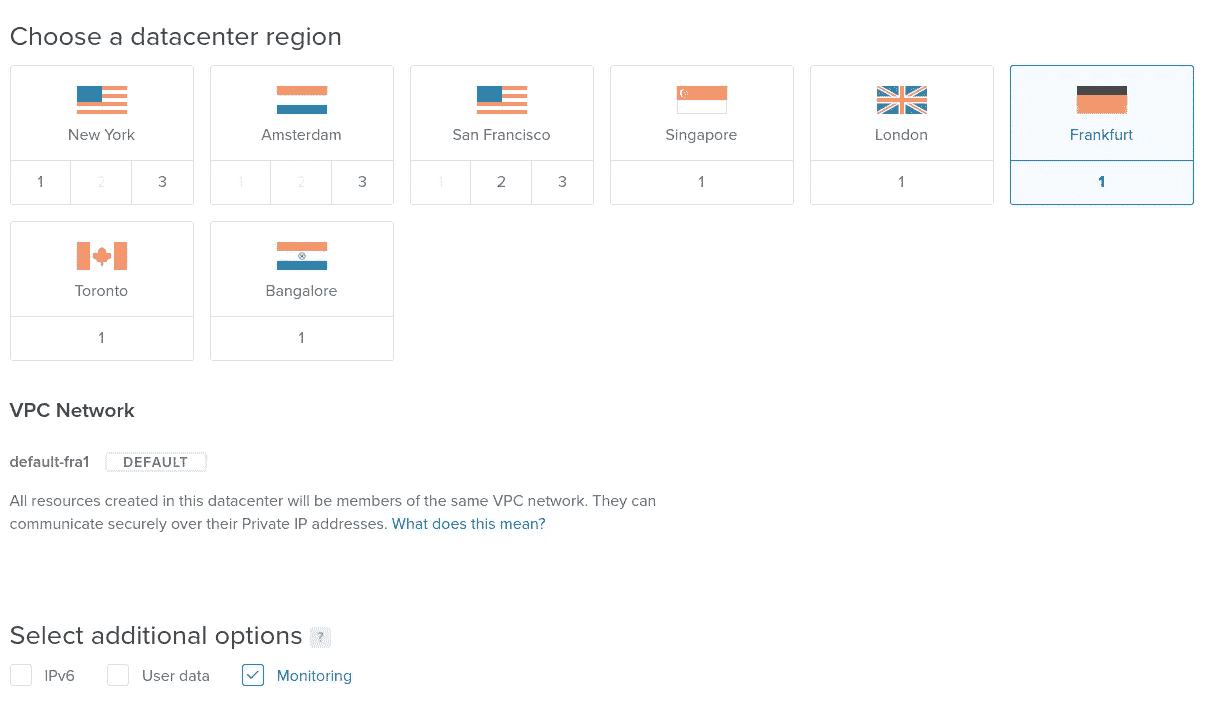 Choose a datacenter region
New York Amsterdam San Francisco Singapore London Frankfurt
1 2 3 1 2 3 1 2 3 1 1 1
Toronto Bangalore
1 1
VPC Network
default-fra1 DEFAULT
All resources created in this datacenter will be members of the same VPC network. They can
communicate securely over their Private IP addresses. What does this mean?
Select additional options ?
IPv6 User data Monitoring